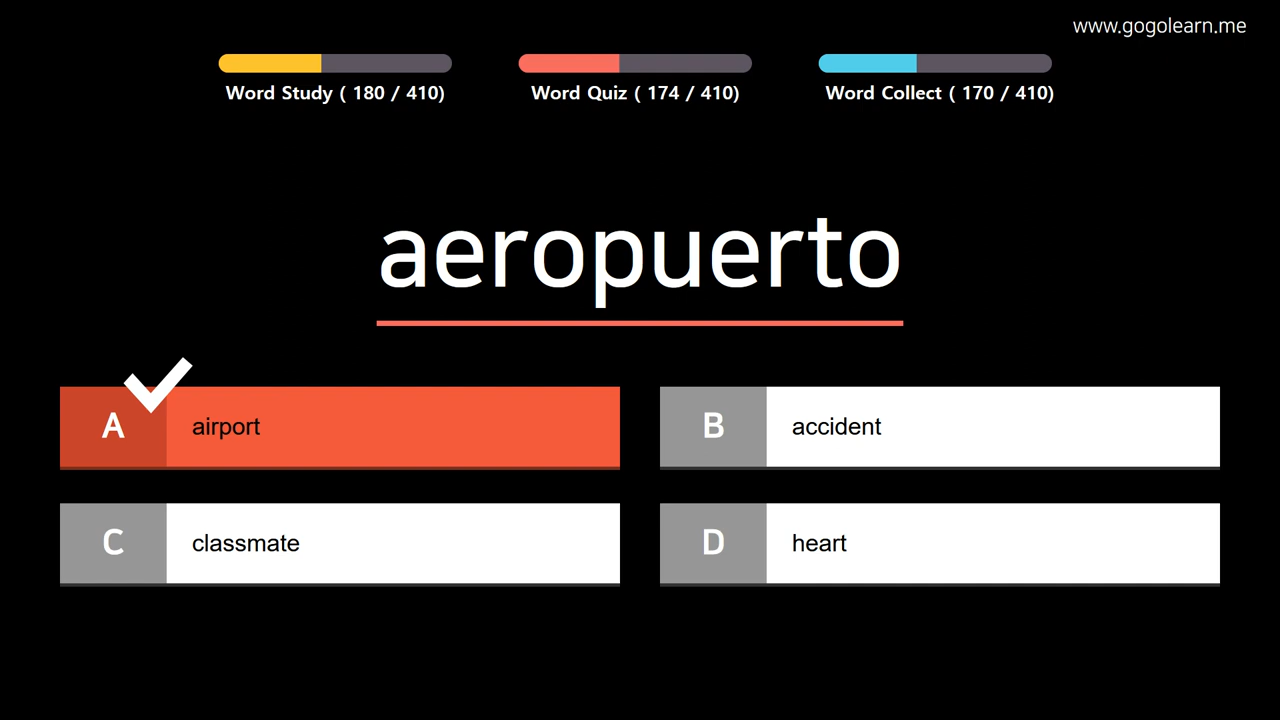 www.gogolearn.me
Word Study ( 180 / 410)
Word Quiz ( 174 / 410)
Word Collect ( 170 / 410)
aeropuerto
A airport
B accident
C classmate
D heart